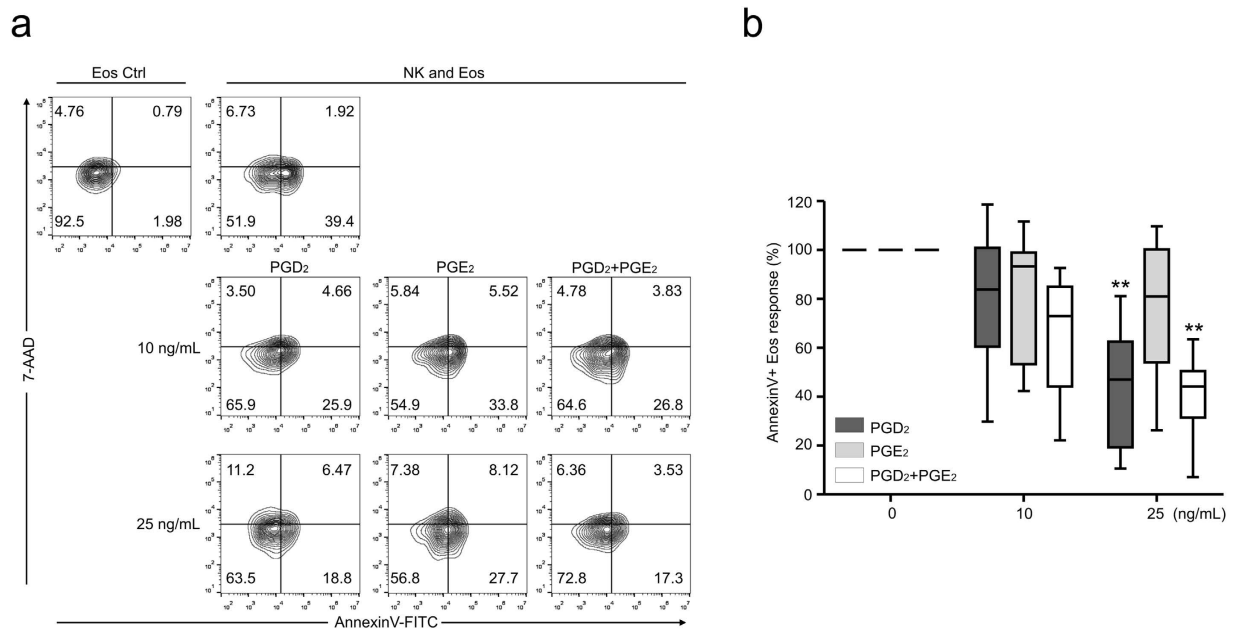 a
b
Eos Ctrl
NK and Eos
4.76 0.79
92.5 1.98
6.73 1.92
51.9 39.4
PGD₂ PGE₂ PGD₂+PGE₂
10 ng/mL
3.50 4.66
65.9 25.9
5.84 5.52
54.9 33.8
4.78 3.83
64.6 26.8
25 ng/mL
11.2 6.47
63.5 18.8
7.38 8.12
56.8 27.7
6.36 3.53
72.8 17.3
7-AAD
AnnexinV-FITC
AnnexinV+ Eos response (%)
120
100
80
60
40
20
0
** **
PGD₂
PGE₂
PGD₂+PGE₂
0 10 25 (ng/mL)